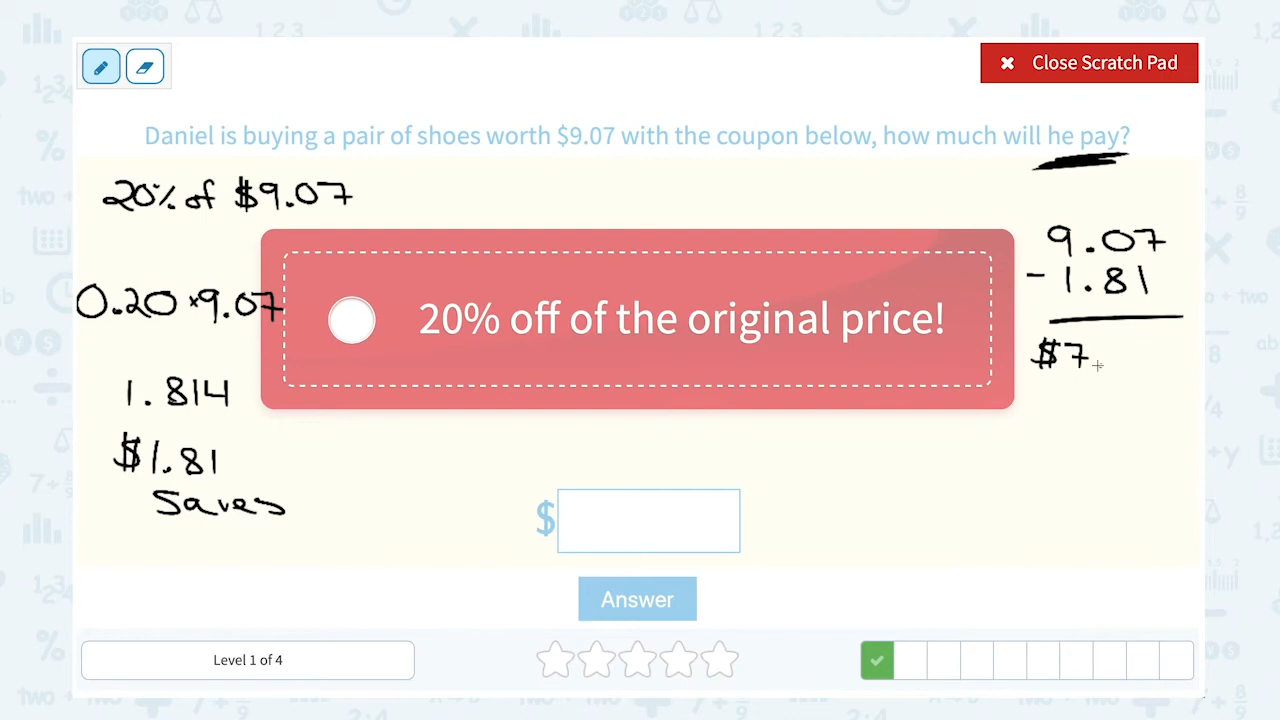 ✖ Close Scratch Pad
Daniel is buying a pair of shoes worth $9.07 with the coupon below, how much will he pay?
20% of $9.07
0.20 × 9.07
1.814
$1.81
Saves
20% off of the original price!
9.07
- 1.81
$7
$
Answer
Level 1 of 4